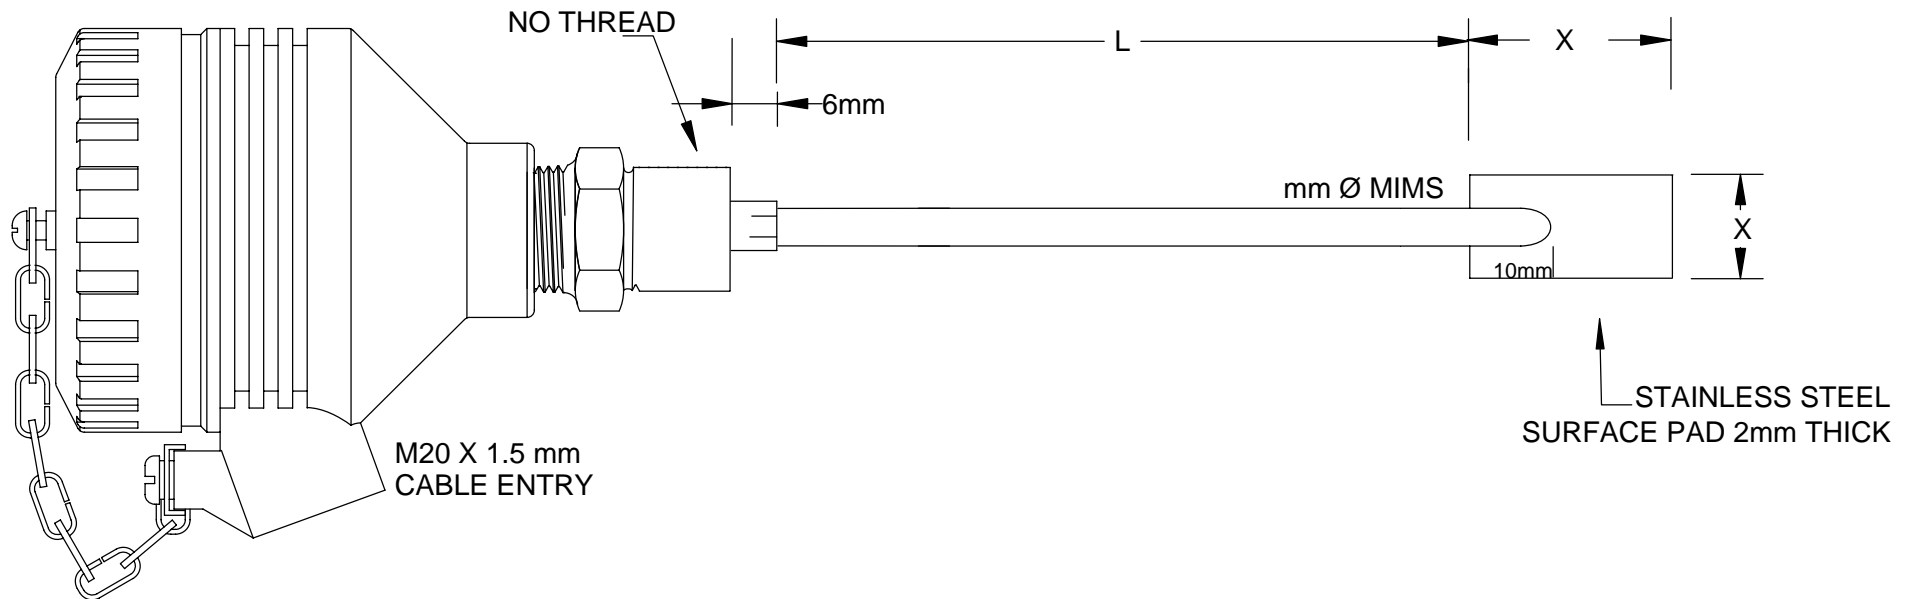 NO THREAD
L
X
6mm
mm Ø MIMS
X
10mm
STAINLESS STEEL
SURFACE PAD 2mm THICK
M20 X 1.5 mm
CABLE ENTRY